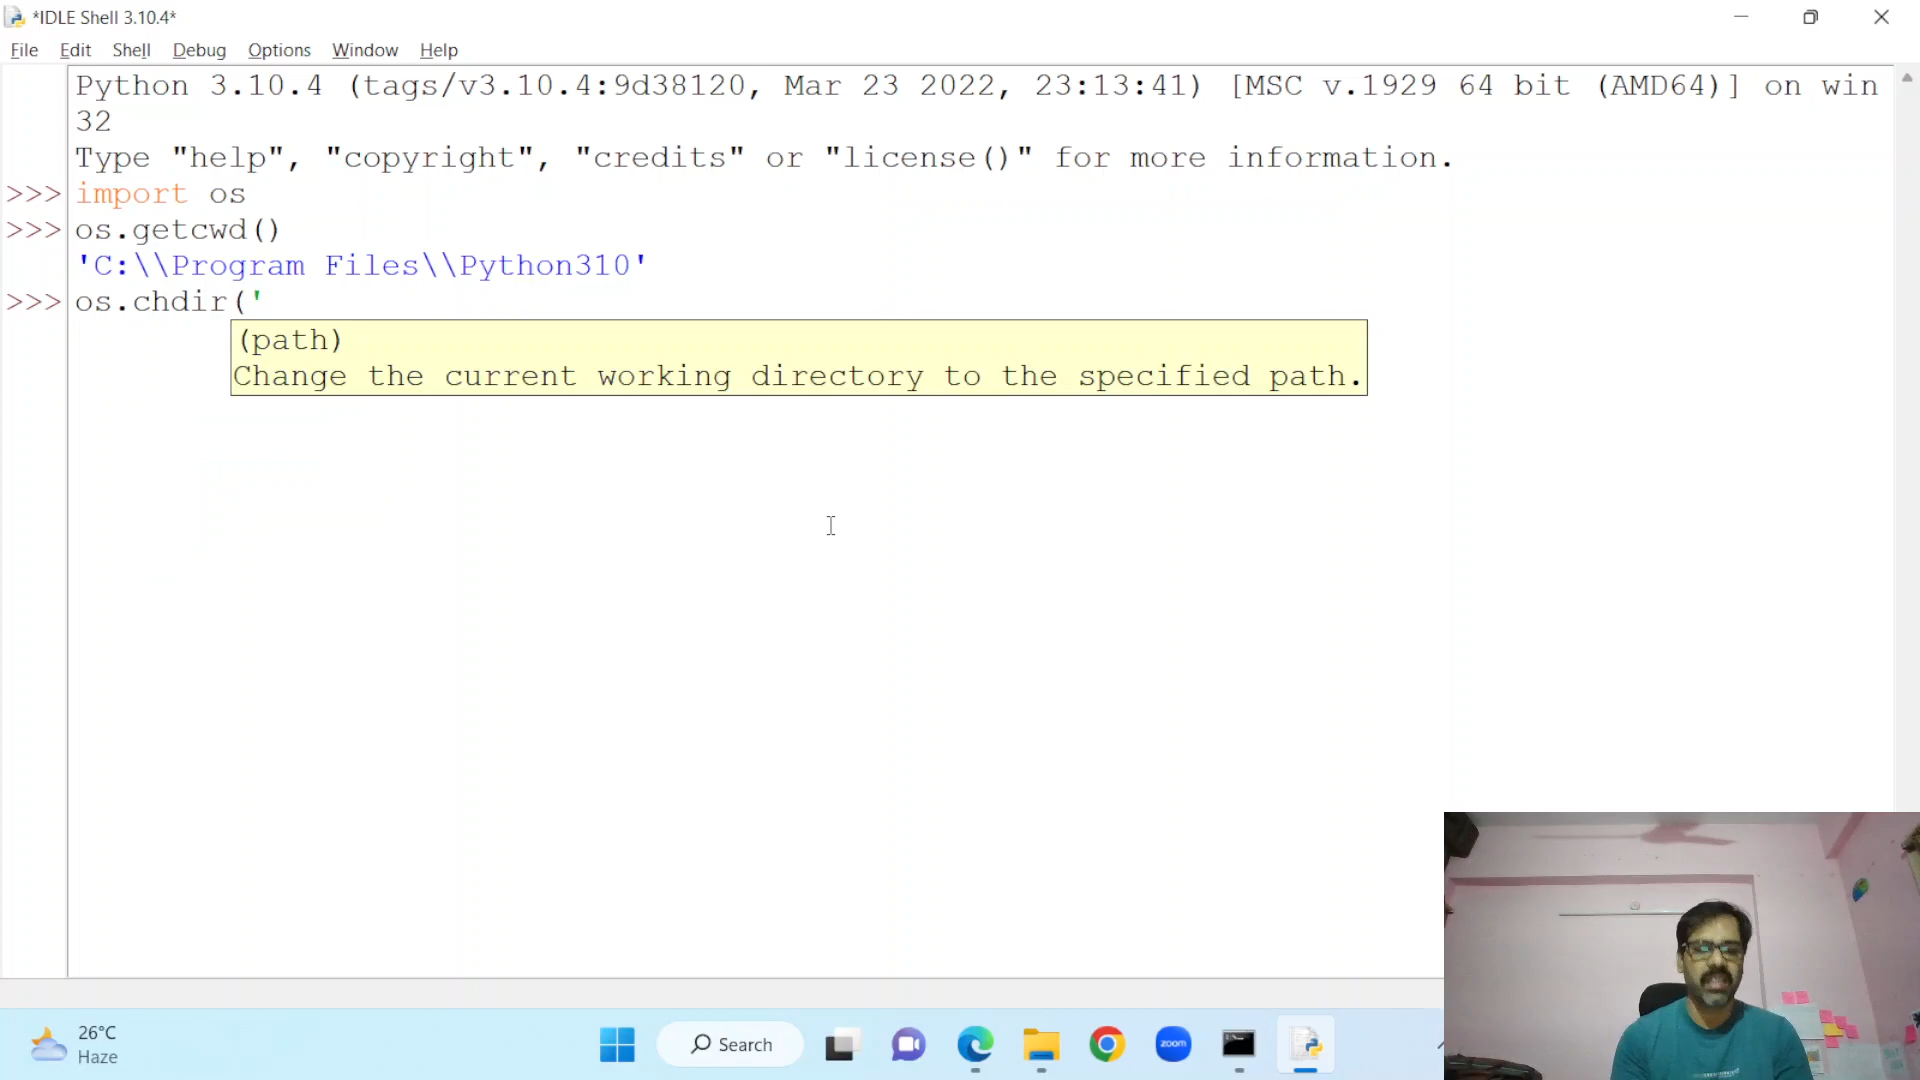 *IDLE Shell 3.10.4*
File Edit Shell Debug Options Window Help
Python 3.10.4 (tags/v3.10.4:9d38120, Mar 23 2022, 23:13:41) [MSC v.1929 64 bit (AMD64)] on win
32
Type "help", "copyright", "credits" or "license()" for more information.
>>> import os
>>> os.getcwd()
'C:\\Program Files\\Python310'
>>> os.chdir('
(path)
Change the current working directory to the specified path.
26°C
Haze
Search
zoom